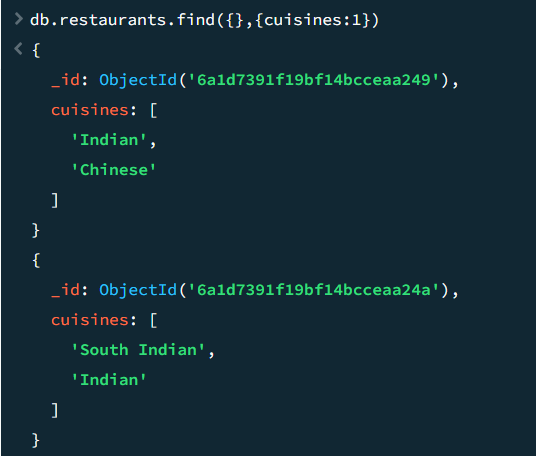 > db.restaurants.find({},{cuisines:1})
< {
_id: ObjectId('6a1d7391f19bf14bcceaa249'),
cuisines: [
'Indian',
'Chinese'
]
}
{
_id: ObjectId('6a1d7391f19bf14bcceaa24a'),
cuisines: [
'South Indian',
'Indian'
]
}